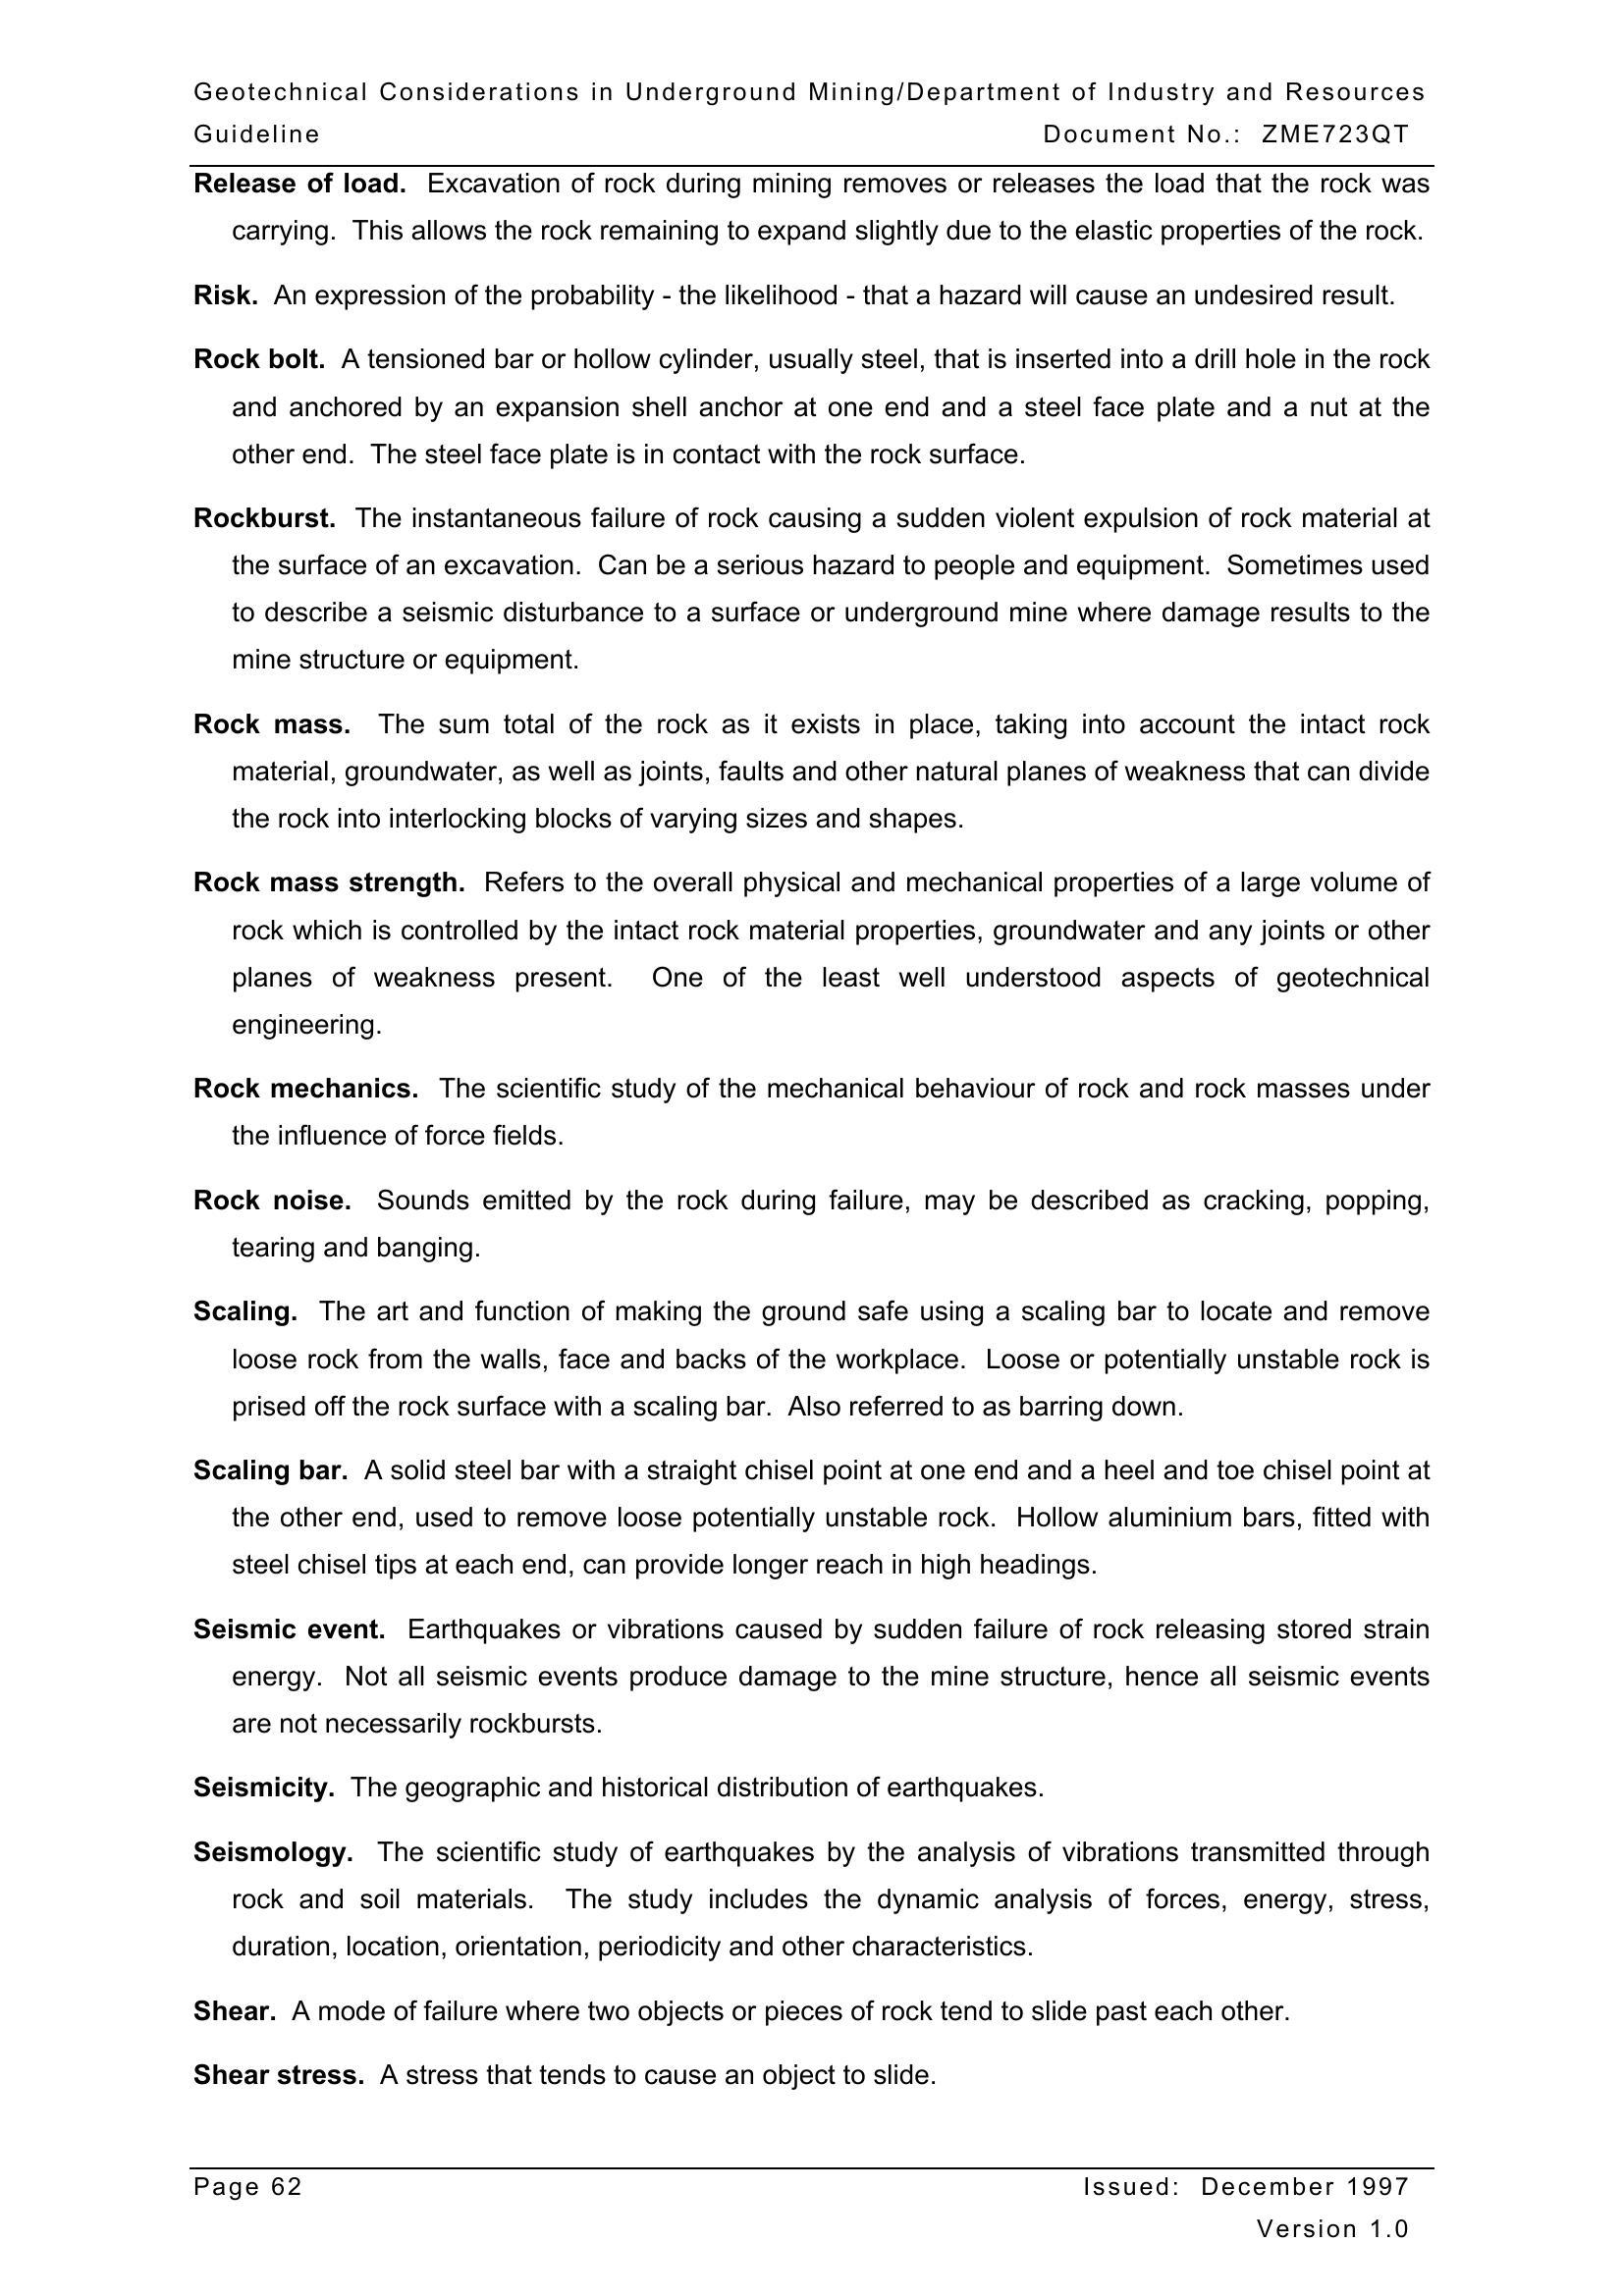 Geotechnical Considerations in Underground Mining/Department of Industry and Resources
Guideline Document No.: ZME723QT
Release of load. Excavation of rock during mining removes or releases the load that the rock was
carrying. This allows the rock remaining to expand slightly due to the elastic properties of the rock.
Risk. An expression of the probability - the likelihood - that a hazard will cause an undesired result.
Rock bolt. A tensioned bar or hollow cylinder, usually steel, that is inserted into a drill hole in the rock
and anchored by an expansion shell anchor at one end and a steel face plate and a nut at the
other end. The steel face plate is in contact with the rock surface.
Rockburst. The instantaneous failure of rock causing a sudden violent expulsion of rock material at
the surface of an excavation. Can be a serious hazard to people and equipment. Sometimes used
to describe a seismic disturbance to a surface or underground mine where damage results to the
mine structure or equipment.
Rock mass. The sum total of the rock as it exists in place, taking into account the intact rock
material, groundwater, as well as joints, faults and other natural planes of weakness that can divide
the rock into interlocking blocks of varying sizes and shapes.
Rock mass strength. Refers to the overall physical and mechanical properties of a large volume of
rock which is controlled by the intact rock material properties, groundwater and any joints or other
planes of weakness present. One of the least well understood aspects of geotechnical
engineering.
Rock mechanics. The scientific study of the mechanical behaviour of rock and rock masses under
the influence of force fields.
Rock noise. Sounds emitted by the rock during failure, may be described as cracking, popping,
tearing and banging.
Scaling. The art and function of making the ground safe using a scaling bar to locate and remove
loose rock from the walls, face and backs of the workplace. Loose or potentially unstable rock is
prised off the rock surface with a scaling bar. Also referred to as barring down.
Scaling bar. A solid steel bar with a straight chisel point at one end and a heel and toe chisel point at
the other end, used to remove loose potentially unstable rock. Hollow aluminium bars, fitted with
steel chisel tips at each end, can provide longer reach in high headings.
Seismic event. Earthquakes or vibrations caused by sudden failure of rock releasing stored strain
energy. Not all seismic events produce damage to the mine structure, hence all seismic events
are not necessarily rockbursts.
Seismicity. The geographic and historical distribution of earthquakes.
Seismology. The scientific study of earthquakes by the analysis of vibrations transmitted through
rock and soil materials. The study includes the dynamic analysis of forces, energy, stress,
duration, location, orientation, periodicity and other characteristics.
Shear. A mode of failure where two objects or pieces of rock tend to slide past each other.
Shear stress. A stress that tends to cause an object to slide.
Page 62 Issued: December 1997
Version 1.0